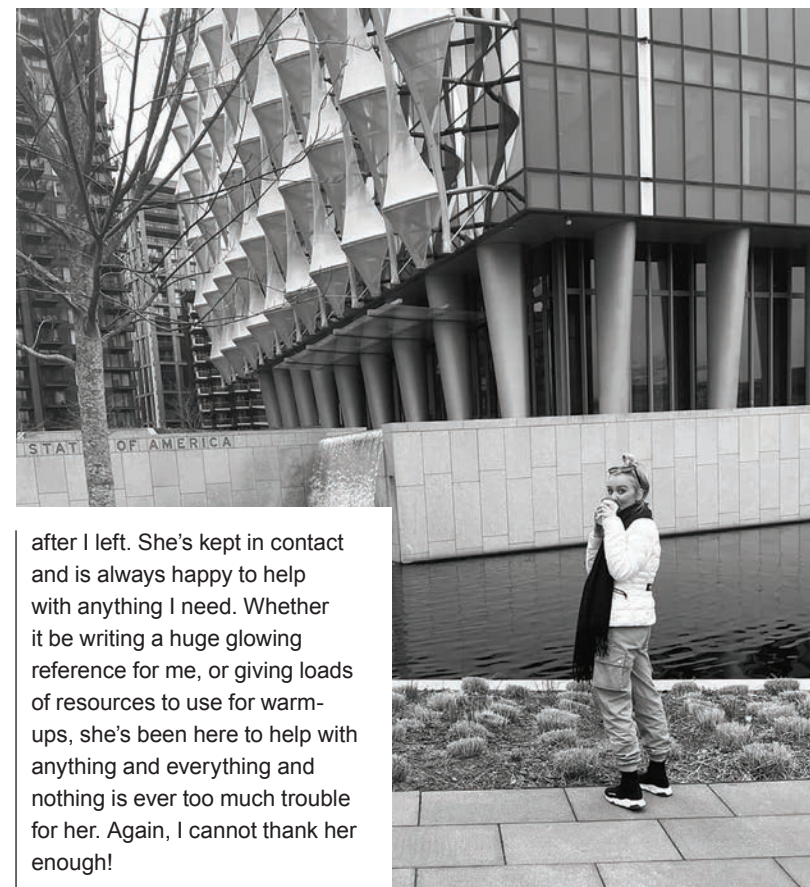 STAT OF AMERICA
after I left. She’s kept in contact
and is always happy to help
with anything I need. Whether
it be writing a huge glowing
reference for me, or giving loads
of resources to use for warm-
ups, she’s been here to help with
anything and everything and
nothing is ever too much trouble
for her. Again, I cannot thank her
enough!